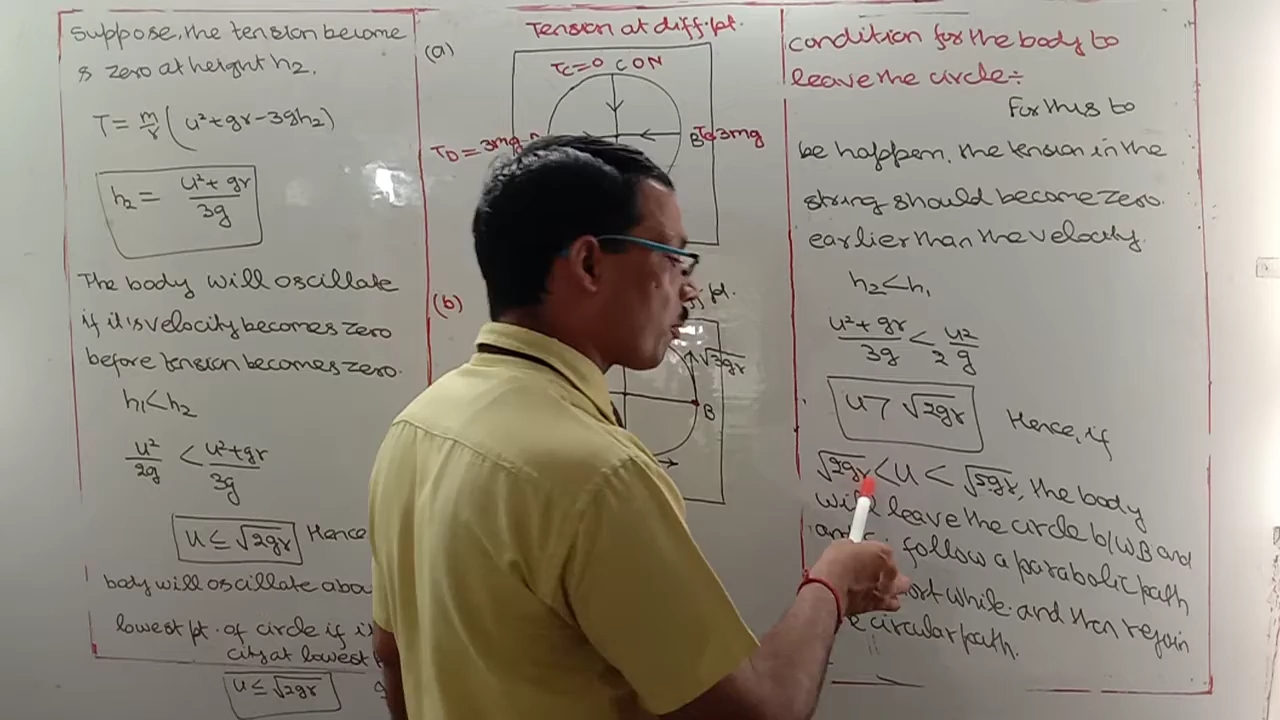 Suppose, the tension become
s zero at height h₂.
T = m/r (u² + gr - 3gh₂)
h₂ = u² + gr / 3g
The body will oscillate
if it's velocity becomes zero
before tension becomes zero.
h₁ < h₂
u²/2g < u² + gr / 3g
u ≤ √2gr Hence
body will oscillate abo
lowest pt. of circle if i
city at lowest
u ≤ √2gr
Tension at diff. pt.
(a)
Tc = 0 C O N
TD = 3mg
B
3mg
(b)
pt.
√3gr
B
condition for the body to
leave the circle ÷
For this to
be happen, the tension in the
string should become zero.
earlier than the velocity.
h₂ < h₁
u² + gr / 3g < u² / 2g
u > √2gr Hence, if
√2gr < u < √5gr, the body
will leave the circle b/w B and
follow a parabolic path
ort while and then rejoin
e circular path.